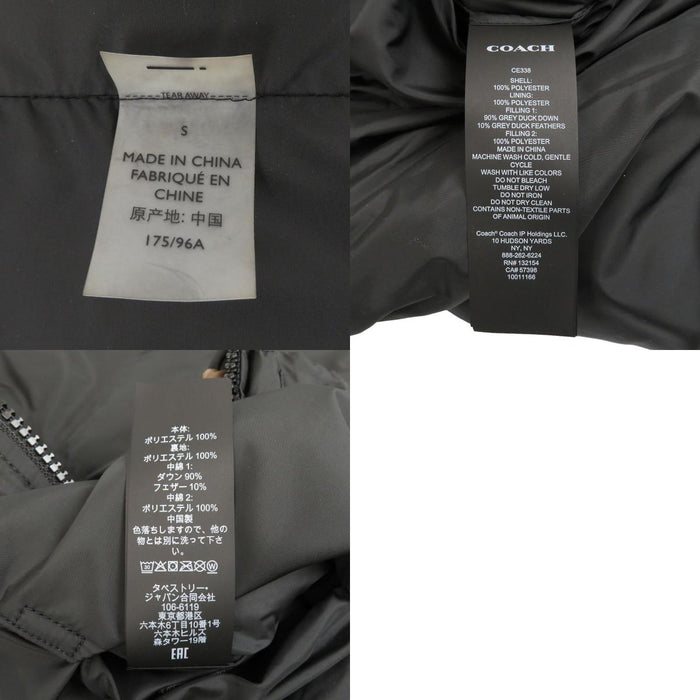 TEAR AWAY
S
MADE IN CHINA
FABRIQUÉ EN
CHINE
原产地: 中国
175/96A
COACH
CE338
SHELL:
100% POLYESTER
LINING:
100% POLYESTER
FILLING 1:
90% GREY DUCK DOWN
10% GREY DUCK FEATHERS
FILLING 2:
100% POLYESTER
MADE IN CHINA
MACHINE WASH COLD, GENTLE
CYCLE
WASH WITH LIKE COLORS
DO NOT BLEACH
TUMBLE DRY LOW
DO NOT IRON
DO NOT DRY CLEAN
CONTAINS NON-TEXTILE PARTS
OF ANIMAL ORIGIN
Coach® Coach IP Holdings LLC.
10 HUDSON YARDS
NY, NY
888-262-6224
RN# 132154
CA# 57398
10011166
本体:
ポリエステル 100%
裏地:
ポリエステル 100%
中綿 1:
ダウン 90%
フェザー 10%
中綿 2:
ポリエステル 100%
中国製
色落ちしますので、他の
物とは別に洗って下さ
い。
タペストリー・
ジャパン合同会社
106-6119
東京都港区
六本木6丁目10番1号
六本木ヒルズ
森タワー19階
EAC